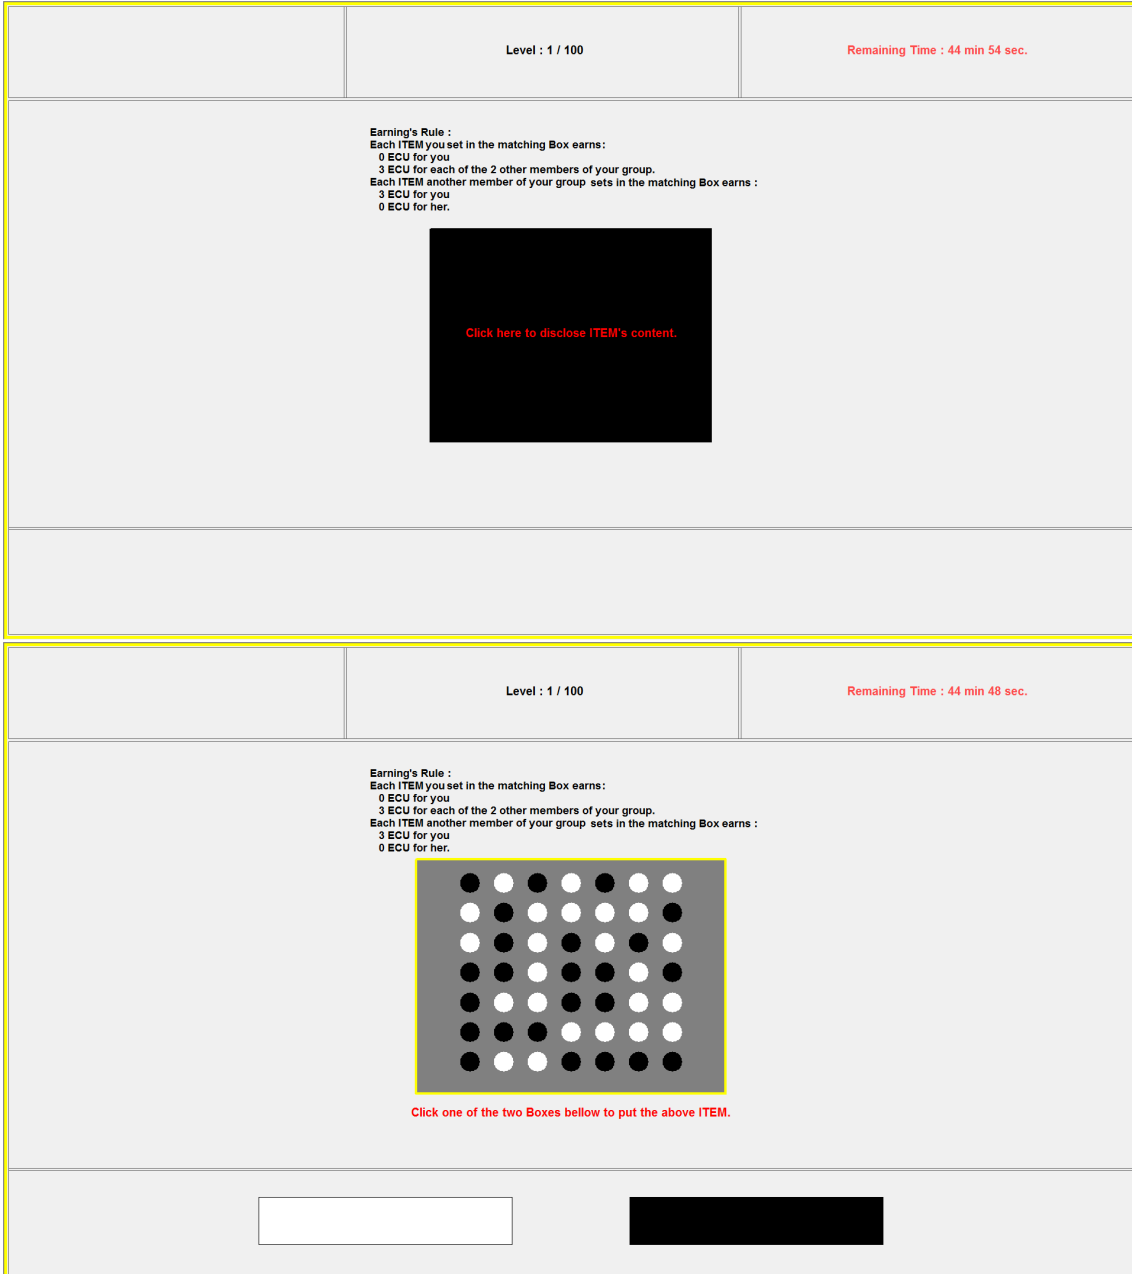 Level : 1 / 100
Remaining Time : 44 min 54 sec.
Earning's Rule :
Each ITEM you set in the matching Box earns:
0 ECU for you
3 ECU for each of the 2 other members of your group.
Each ITEM another member of your group sets in the matching Box earns :
3 ECU for you
0 ECU for her.
Click here to disclose ITEM's content.
Level : 1 / 100
Remaining Time : 44 min 48 sec.
Earning's Rule :
Each ITEM you set in the matching Box earns:
0 ECU for you
3 ECU for each of the 2 other members of your group.
Each ITEM another member of your group sets in the matching Box earns :
3 ECU for you
0 ECU for her.
Click one of the two Boxes bellow to put the above ITEM.